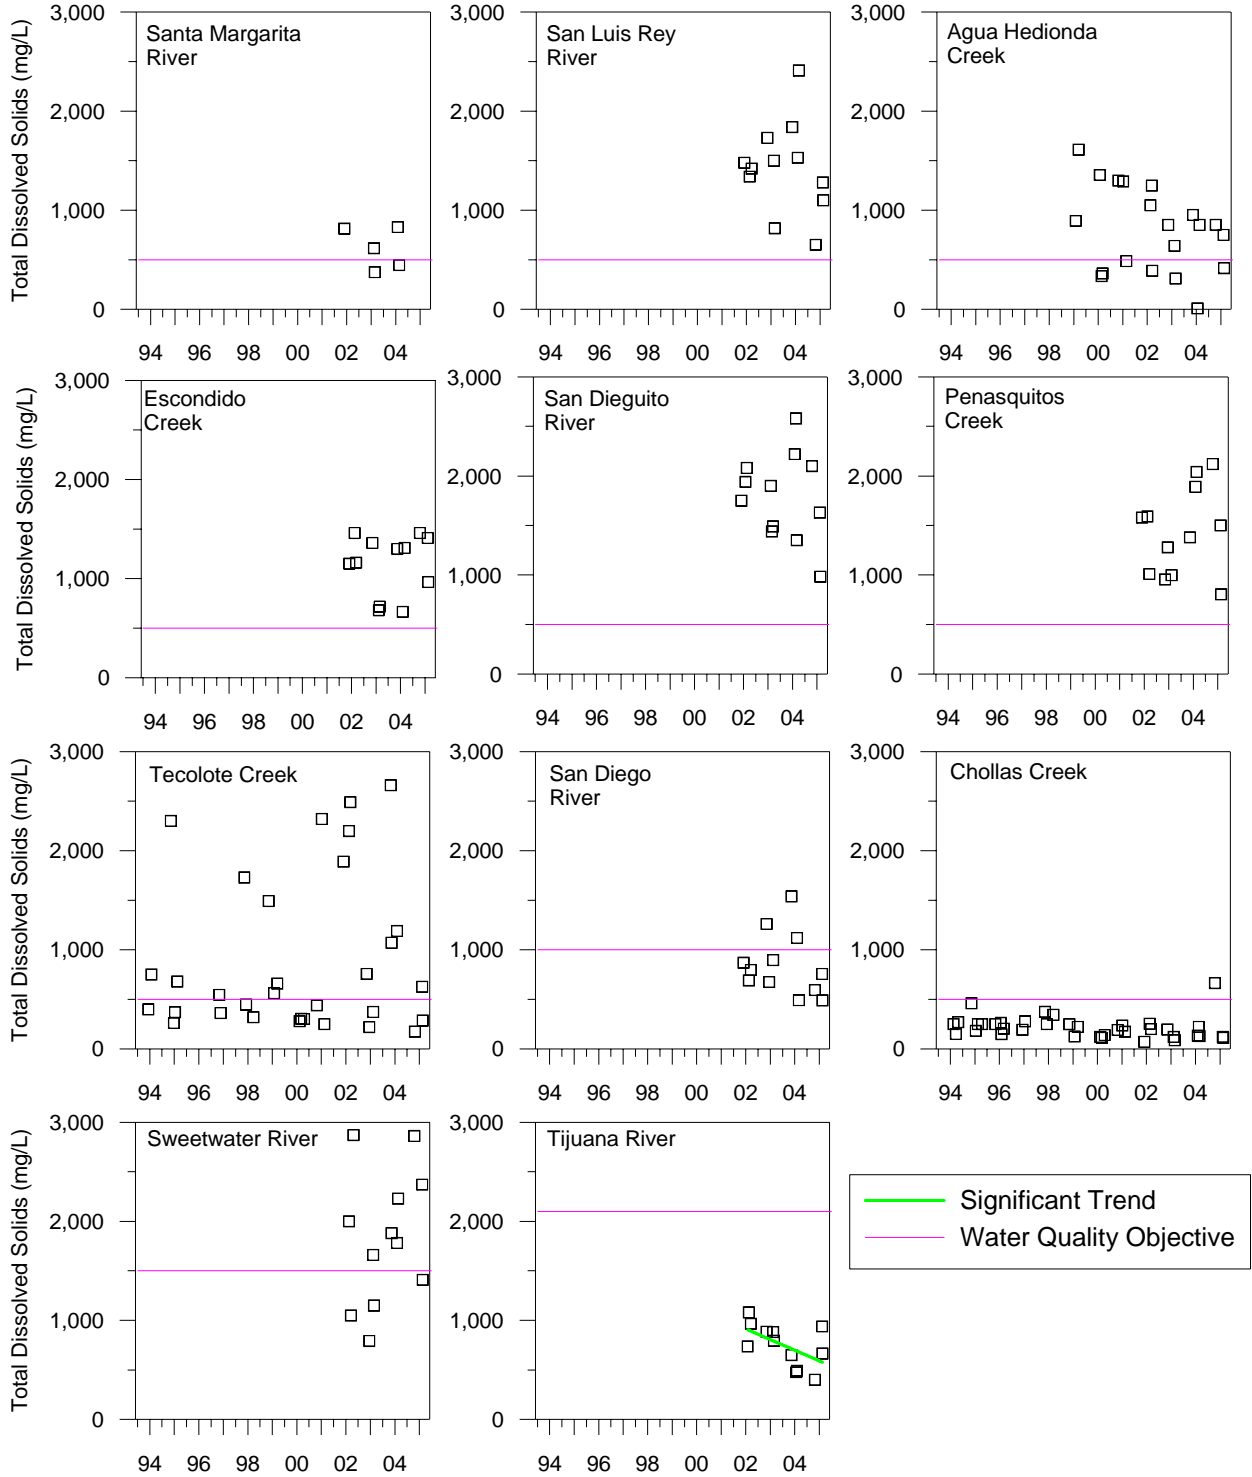 Total Dissolved Solids (mg/L)
3,000
2,000
1,000
0
Santa Margarita
River
94 96 98 00 02 04
3,000
2,000
1,000
0
San Luis Rey
River
94 96 98 00 02 04
3,000
2,000
1,000
0
Agua Hedionda
Creek
94 96 98 00 02 04
Total Dissolved Solids (mg/L)
3,000
2,000
1,000
0
Escondido
Creek
94 96 98 00 02 04
3,000
2,000
1,000
0
San Dieguito
River
94 96 98 00 02 04
3,000
2,000
1,000
0
Penasquitos
Creek
94 96 98 00 02 04
Total Dissolved Solids (mg/L)
3,000
2,000
1,000
0
Tecolote Creek
94 96 98 00 02 04
3,000
2,000
1,000
0
San Diego
River
94 96 98 00 02 04
3,000
2,000
1,000
0
Chollas Creek
94 96 98 00 02 04
Total Dissolved Solids (mg/L)
3,000
2,000
1,000
0
Sweetwater River
94 96 98 00 02 04
3,000
2,000
1,000
0
Tijuana River
94 96 98 00 02 04
Significant Trend
Water Quality Objective